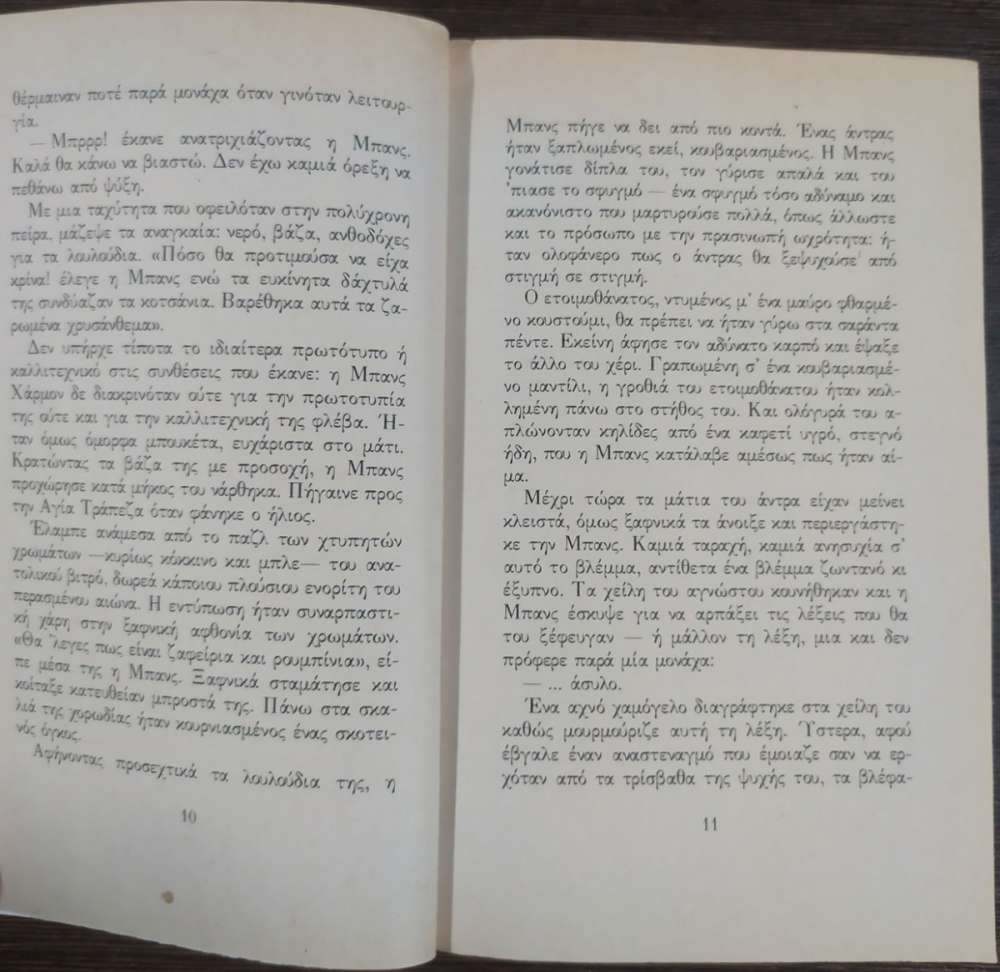 θέρμαιναν ποτέ παρά μονάχα όταν γινόταν λειτουρ-
γία.
— Μπρρρ! έκανε ανατριχιάζοντας η Μπανς.
Καλά θα κάνω να βιαστώ. Δεν έχω καμιά όρεξη να
πεθάνω από ψύξη.
Με μια ταχύτητα που οφειλόταν στην πολύχρονη
πείρα, μάζεψε τα αναγκαία: νερό, βάζα, ανθοδόχες
για τα λουλούδια. «Πόσο θα προτιμούσα να είχα
κρίνα! έλεγε η Μπανς ενώ τα ευκίνητα δάχτυλά
της συνδύαζαν τα κοτσάνια. Βαρέθηκα αυτά τα ζα-
ρωμένα χρυσάνθεμα».
Δεν υπήρχε τίποτα το ιδιαίτερα πρωτότυπο ή
καλλιτεχνικό στις συνθέσεις που έκανε: η Μπανς
Χάρμον δε διακρινόταν ούτε για την πρωτοτυπία
της ούτε και για την καλλιτεχνική της φλέβα. Ή-
ταν όμως όμορφα μπουκέτα, ευχάριστα στο μάτι.
Κρατώντας τα βάζα της με προσοχή, η Μπανς
προχώρησε κατά μήκος του νάρθηκα. Πήγαινε προς
την Αγία Τράπεζα όταν φάνηκε ο ήλιος.
Έλαμπε ανάμεσα από το παζλ των χτυπητών
χρωμάτων —κυρίως κόκκινο και μπλε— του ανα-
τολικού βιτρό, δωρεά κάποιου πλούσιου ενορίτη του
περασμένου αιώνα. Η εντύπωση ήταν συναρπαστι-
κή χάρη στην ξαφνική αφθονία των χρωμάτων.
«Θα 'λεγες πως είναι ζαφείρια και ρουμπίνια», εί-
πε μέσα της η Μπανς. Ξαφνικά σταμάτησε και
κοίταξε κατευθείαν μπροστά της. Πάνω στα σκα-
λιά της χορωδίας ήταν κουρνιασμένος ένας σκοτει-
νός όγκος.
Αφήνοντας προσεχτικά τα λουλούδια της, η
10
Μπανς πήγε να δει από πιο κοντά. Ένας άντρας
ήταν ξαπλωμένος εκεί, κουβαριασμένος. Η Μπανς
γονάτισε δίπλα του, τον γύρισε απαλά και του
'πιασε το σφυγμό — ένα σφυγμό τόσο αδύναμο και
ακανόνιστο που μαρτυρούσε πολλά, όπως άλλωστε
και το πρόσωπο με την πρασινωπή ωχρότητα: ή-
ταν ολοφάνερο πως ο άντρας θα ξεψυχούσε από
στιγμή σε στιγμή.
Ο ετοιμοθάνατος, ντυμένος μ' ένα μαύρο φθαρμέ-
νο κουστούμι, θα πρέπει να ήταν γύρω στα σαράντα
πέντε. Εκείνη άφησε τον αδύνατο καρπό και έψαξε
το άλλο του χέρι. Γραπωμένη σ' ένα κουβαριασμέ-
νο μαντίλι, η γροθιά του ετοιμοθάνατου ήταν κολ-
λημένη πάνω στο στήθος του. Και ολόγυρά του α-
πλώνονταν κηλίδες από ένα καφετί υγρό, στεγνό
ήδη, που η Μπανς κατάλαβε αμέσως πως ήταν αί-
μα.
Μέχρι τώρα τα μάτια του άντρα είχαν μείνει
κλειστά, όμως ξαφνικά τα άνοιξε και περιεργάστη-
κε την Μπανς. Καμιά ταραχή, καμιά ανησυχία σ'
αυτό το βλέμμα, αντίθετα ένα βλέμμα ζωντανό κι
έξυπνο. Τα χείλη του αγνώστου κουνήθηκαν και η
Μπανς έσκυψε για να αρπάξει τις λέξεις που θα
του ξέφευγαν — ή μάλλον τη λέξη, μια και δεν
πρόφερε παρά μία μονάχα:
— ... άσυλο.
Ένα αχνό χαμόγελο διαγράφτηκε στα χείλη του
καθώς μουρμούριζε αυτή τη λέξη. Ύστερα, αφού
έβγαλε έναν αναστεναγμό που έμοιαζε σαν να ερ-
χόταν από τα τρίσβαθα της ψυχής του, τα βλέφα-
11